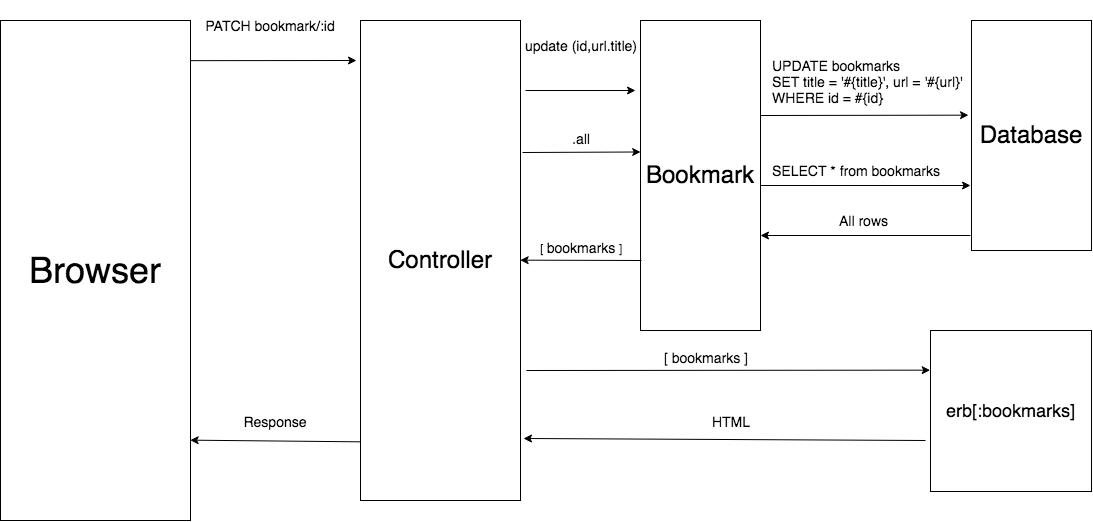 PATCH bookmark/:id
update (id,url.title)
UPDATE bookmarks
SET title = '#{title}', url = '#{url}'
WHERE id = #{id}
Database
.all
Bookmark
SELECT * from bookmarks
All rows
[ bookmarks ]
Controller
Browser
[ bookmarks ]
erb[:bookmarks]
Response
HTML